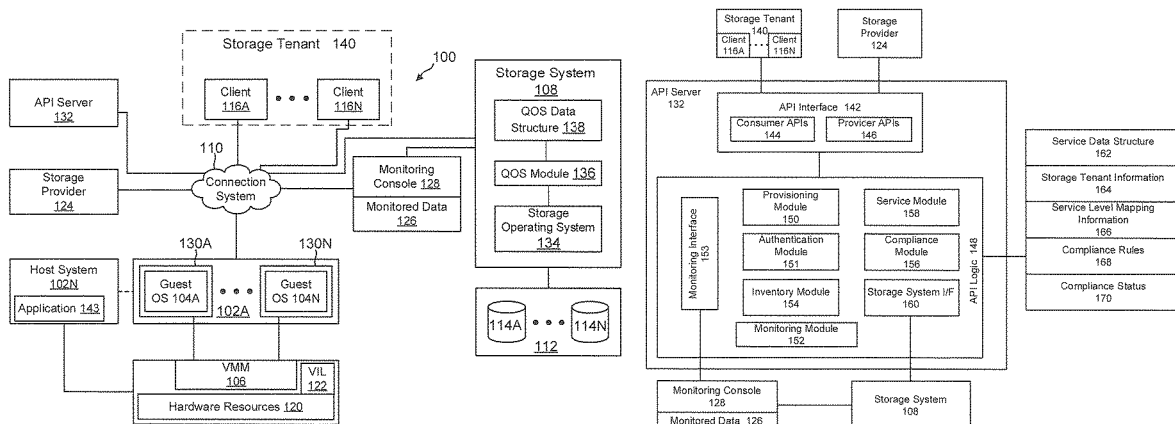 Storage Tenant 140
100
Client
116A
Client
116N
API Server
132
110
Connection
System
Storage
Provider
124
Monitoring
Console
128
Monitored Data
126
Storage System
108
QOS Data
Structure 138
QOS Module 136
Storage
Operating System
134
114A
114N
112
130A
130N
Host System
102N
Application 143
Guest
OS 104A
Guest
OS 104N
102A
VMM
106
VIL
122
Hardware Resources 120
Storage Tenant
140
Client
116A
Client
116N
Storage
Provider
124
API Server
132
API Interface 142
Consumer APIs
144
Provicer APIs
146
Monitoring Interface
153
Provisioning
Module
150
Service Module
158
Authentication
Module
151
Compliance
Module
156
Inventory Module
154
Storage System I/F
160
Monitoring Module
152
API Logic 148
Service Data Structure
162
Storage Tenant Information
164
Service Level Mapping
Information
166
Compliance Rules
168
Compliance Status
170
Monitoring Console
128
Monitored Data 126
Storage System
108